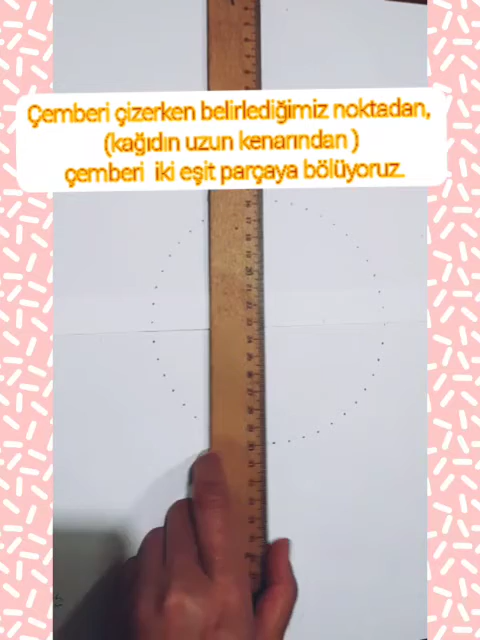 Çemberi çizerken belirlediğimiz noktadan,
(kağıdın uzun kenarından )
çemberi  iki eşit parçaya bölüyoruz.